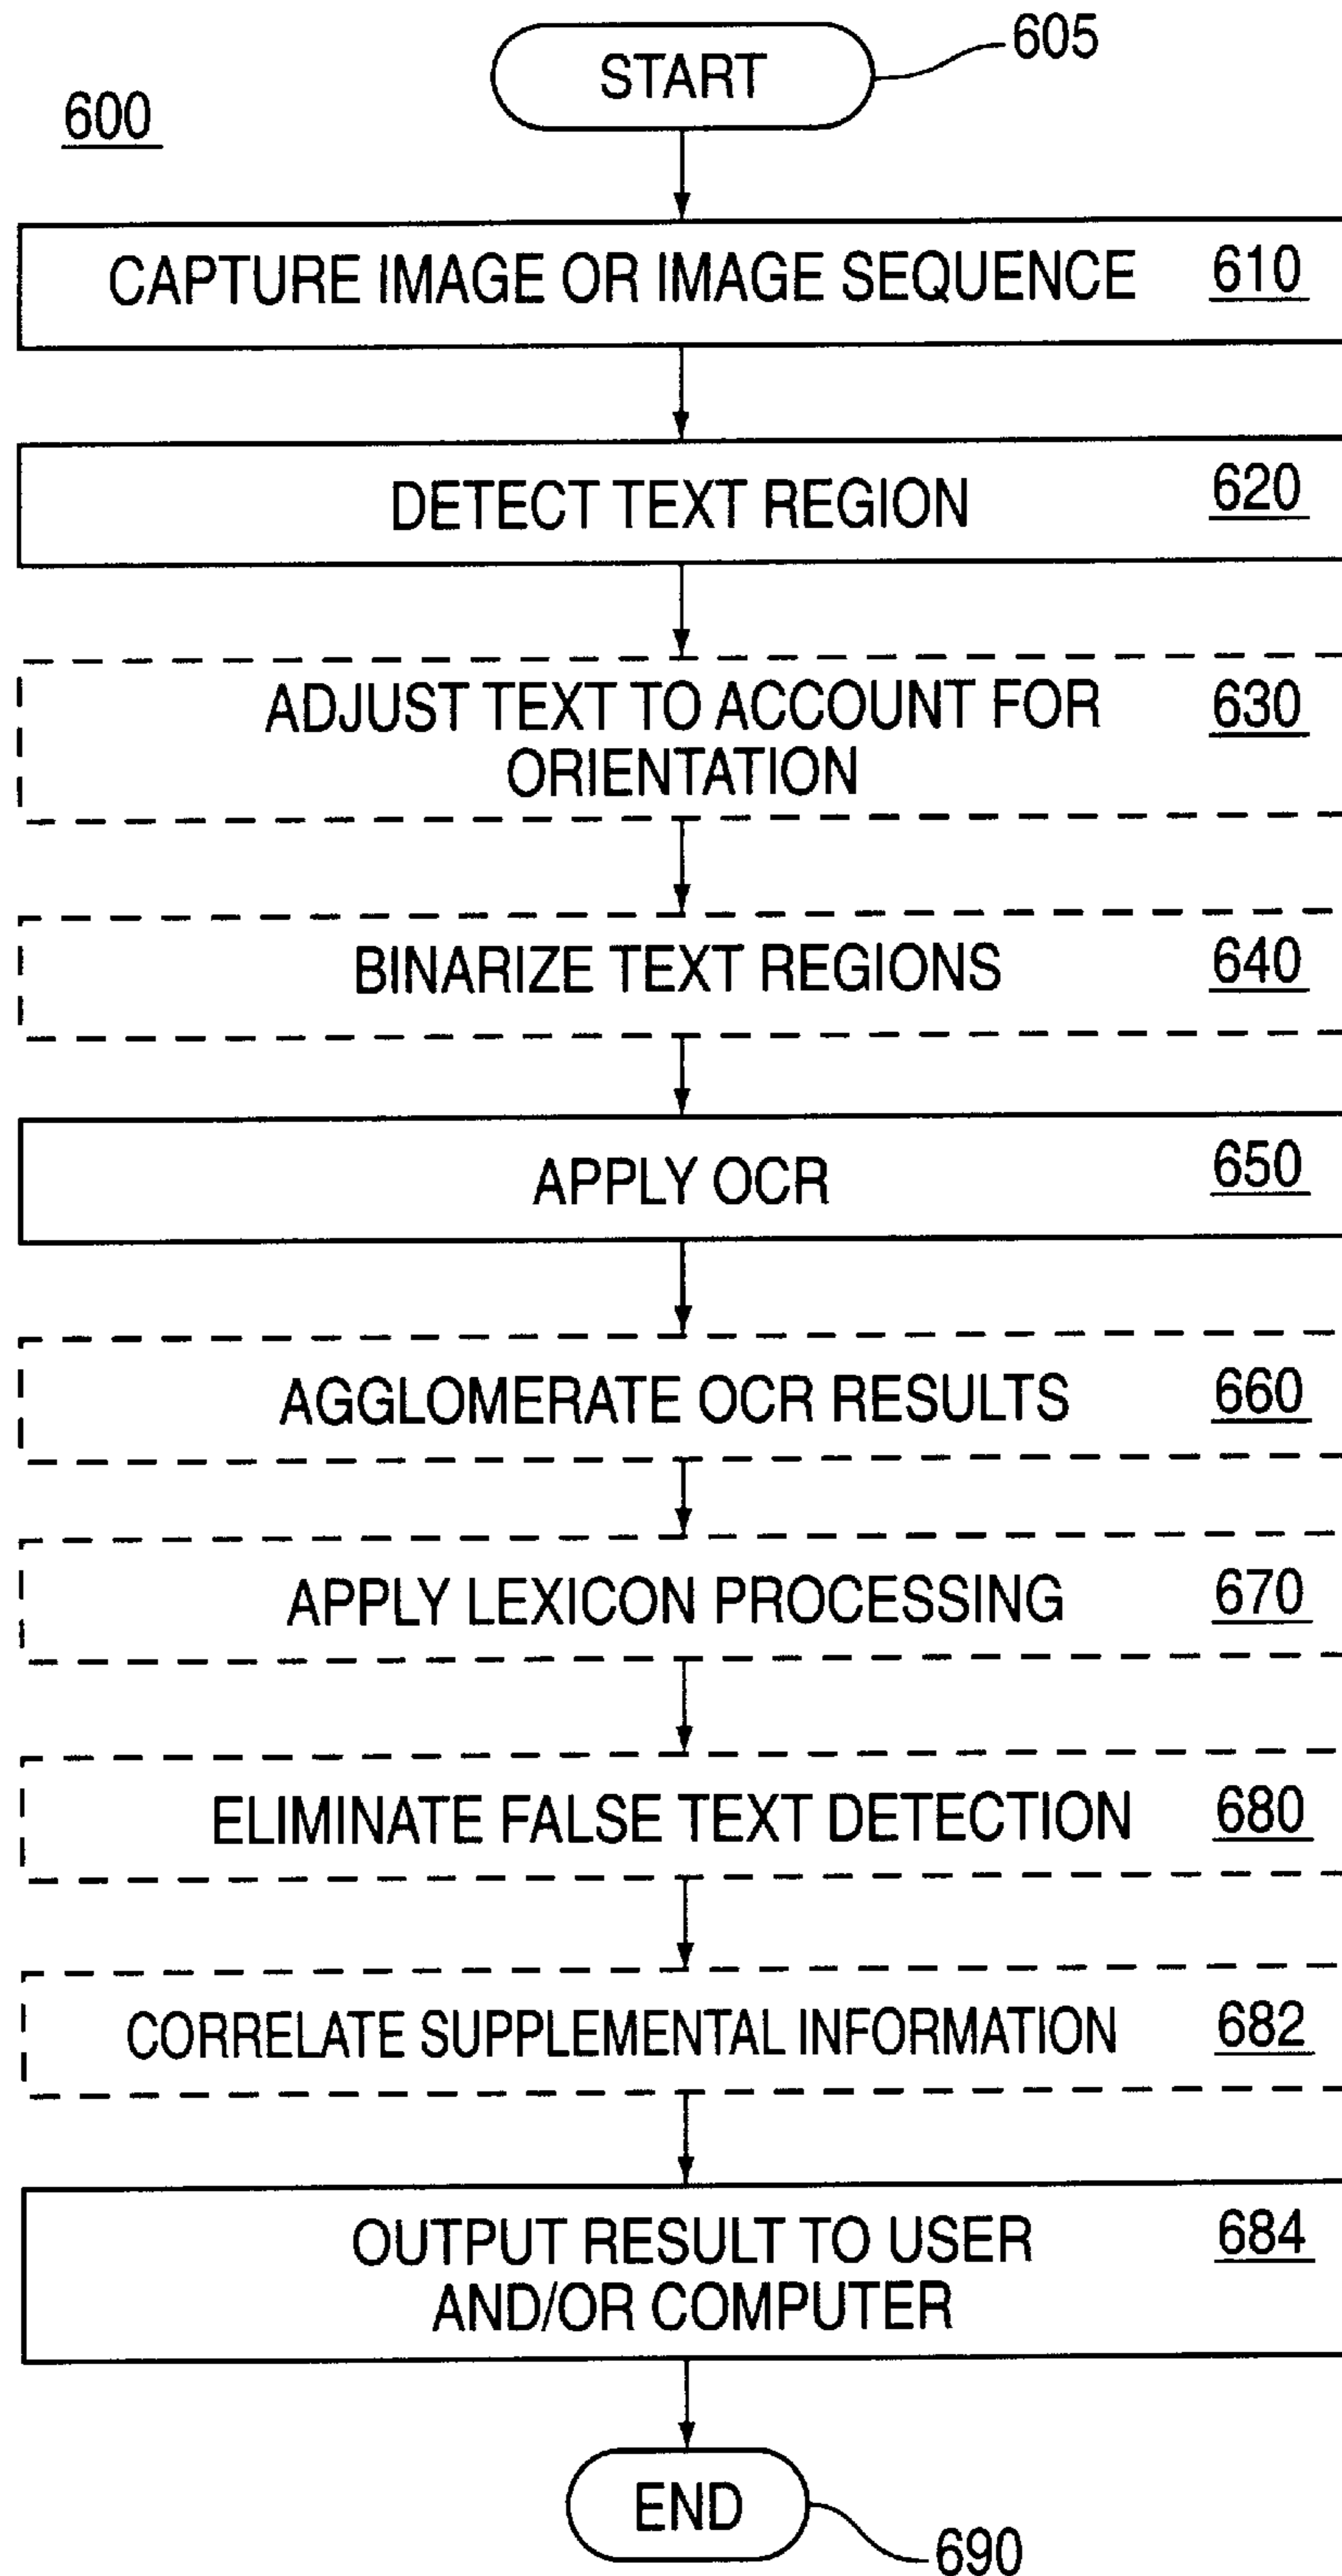 START
605
600
CAPTURE IMAGE OR IMAGE SEQUENCE 610
DETECT TEXT REGION 620
ADJUST TEXT TO ACCOUNT FOR 630
ORIENTATION
BINARIZE TEXT REGIONS 640
APPLY OCR 650
AGGLOMERATE OCR RESULTS 660
APPLY LEXICON PROCESSING 670
ELIMINATE FALSE TEXT DETECTION 680
CORRELATE SUPPLEMENTAL INFORMATION 682
OUTPUT RESULT TO USER 684
AND/OR COMPUTER
END
690